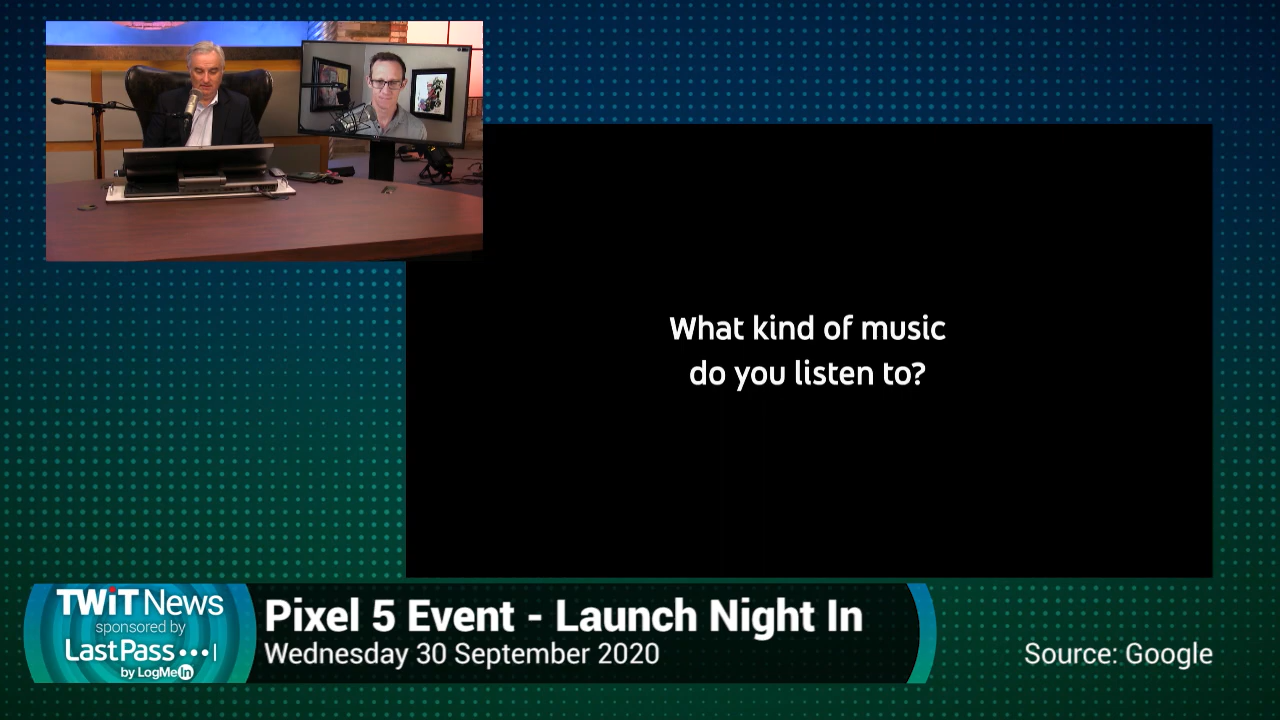 What kind of music
do you listen to?
TWiT News
sponsored by
LastPass•••|
by LogMeIn
Pixel 5 Event - Launch Night In
Wednesday 30 September 2020
Source: Google